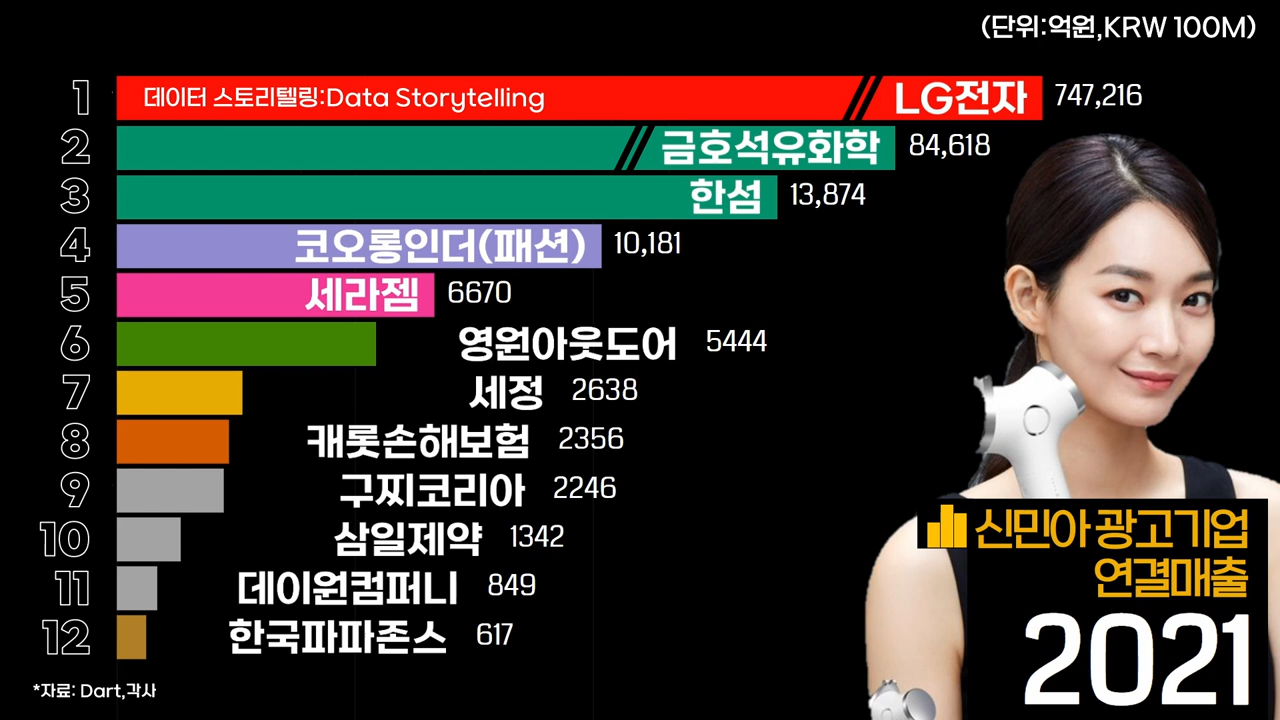 (단위:억원,KRW 100M)
1 데이터 스토리텔링:Data Storytelling LG전자 747,216
2 금호석유화학 84,618
3 한섬 13,874
4 코오롱인더(패션) 10,181
5 세라젬 6670
6 영원아웃도어 5444
7 세정 2638
8 캐롯손해보험 2356
9 구찌코리아 2246
10 삼일제약 1342
11 데이원컴퍼니 849
12 한국파파존스 617
신민아 광고기업
연결매출
2021
*자료: Dart,각사